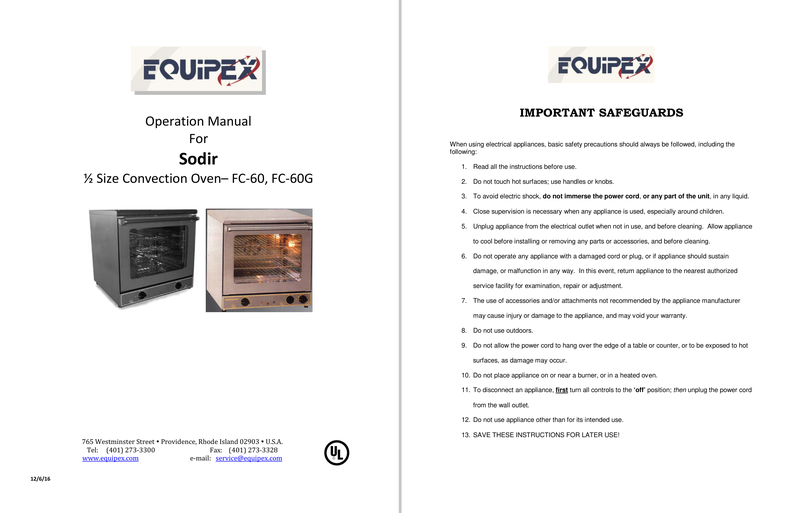 EQUIPEX
Operation Manual
For
Sodir
½ Size Convection Oven– FC-60, FC-60G
765 Westminster Street • Providence, Rhode Island 02903 • U.S.A.
Tel: (401) 273-3300 Fax: (401) 273-3328
www.equipex.com e-mail: service@equipex.com
UL
12/6/16
EQUIPEX
IMPORTANT SAFEGUARDS
When using electrical appliances, basic safety precautions should always be followed, including the
following:
1. Read all the instructions before use.
2. Do not touch hot surfaces; use handles or knobs.
3. To avoid electric shock, do not immerse the power cord, or any part of the unit, in any liquid.
4. Close supervision is necessary when any appliance is used, especially around children.
5. Unplug appliance from the electrical outlet when not in use, and before cleaning. Allow appliance
to cool before installing or removing any parts or accessories, and before cleaning.
6. Do not operate any appliance with a damaged cord or plug, or if appliance should sustain
damage, or malfunction in any way. In this event, return appliance to the nearest authorized
service facility for examination, repair or adjustment.
7. The use of accessories and/or attachments not recommended by the appliance manufacturer
may cause injury or damage to the appliance, and may void your warranty.
8. Do not use outdoors.
9. Do not allow the power cord to hang over the edge of a table or counter, or to be exposed to hot
surfaces, as damage may occur.
10. Do not place appliance on or near a burner, or in a heated oven.
11. To disconnect an appliance, first turn all controls to the 'off' position; then unplug the power cord
from the wall outlet.
12. Do not use appliance other than for its intended use.
13. SAVE THESE INSTRUCTIONS FOR LATER USE!